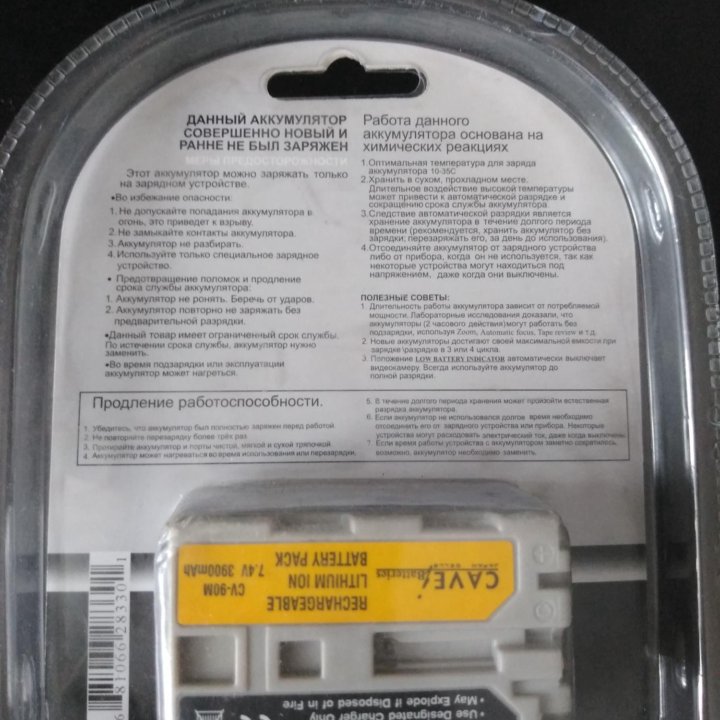 ДАННЫЙ АККУМУЛЯТОР
СОВЕРШЕННО НОВЫЙ И
РАННЕ НЕ БЫЛ ЗАРЯЖЕН
МЕРЫ ПРЕДОСТОРОЖНОСТИ
Этот аккумулятор можно заряжать только
на зарядном устройстве.
•Во избежание опасности:
1. Не допускайте попадания аккумулятора в
огонь, это приведет к взрыву.
2. Не замыкайте контакты аккумулятора.
3. Аккумулятор не разбирать.
4. Используйте только специальное зарядное
устройство.
• Предотвращение поломок и продление
срока службы аккумулятора:
1. Аккумулятор не ронять. Беречь от ударов.
2. Аккумулятор повторно не заряжать без
предварительной разрядки.
•Данный товар имеет ограниченный срок службы.
По истечении срока службы, аккумулятор нужно
заменить.
•Во время подзарядки или эксплуатации
аккумулятор может нагреться.
Работа данного
аккумулятора основана на
химических реакциях
1.Оптимальная температура для заряда
аккумулятора 10-35С
2.Хранить в сухом, прохладном месте.
Длительное воздействие высокой температуры
может привести к автоматической разрядке и
сокращению срока службы аккумулятора.
3.Следствие автоматической разрядки является
хранение аккумулятора в течение долгого периода
времени (рекомендуется, хранить аккумулятор без
зарядки, перезаряжать его, за день до использования).
4.Отсоединяйте аккумулятор от зарядного устройства
либо от прибора, когда он не используется, так как
некоторые устройства могут находиться под
напряжением, даже когда они выключены.
ПОЛЕЗНЫЕ СОВЕТЫ:
1. Длительность работы аккумулятора зависит от потребляемой
мощности. Лабораторные исследования доказали, что
аккумуляторы (2 часового действия)могут работать без
подзарядки, используя Zoom, Automatic focus, Tape review и т.д.
2. Новые аккумуляторы достигают своей максимальной емкости при
зарядке \разрядке в 3 или 4 цикла.
3. Положение LOW BATTERY INDICATOR автоматически выключает
видеокамеру. Всегда используйте аккумулятор до
полной разрядки.
Продление работоспособности.
1. Убедитесь, что аккумулятор был полностью заряжен перед работой.
2. Не повторяйте перезарядку более трёх раз.
3. Протирайте аккумулятор и порты чистой, мягкой и сухой тряпочкой.
4. Аккумулятор может нагреваться во время использования или перезарядки.
5. В течение долгого периода хранения может произойти естественная
разрядка аккумулятора.
6. Если аккумулятор не использовался долгое время необходимо
отсоединить его от зарядного устройства или прибора. Некоторые
устройства могут расходовать электрический ток, даже когда выключены.
7. Если время работы устройства с аккумулятором заметно сократилось,
возможно, аккумулятор необходимо заменить.
CAVEi
JAPAN CELLS
Batteries
RECHARGEABLE
LITHIUM ION
BATTERY PACK
CV-90M
7.4V 3900mAh
• Use Designated Charger Only
• May Explode if Disposed of in Fire
6 81066 28330 1